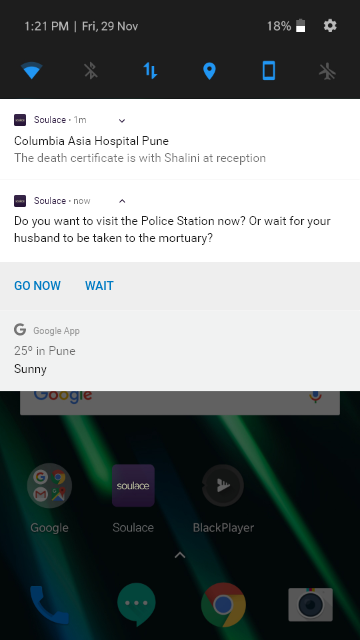 1:21 PM | Fri, 29 Nov 18%
Soulace • 1m
Columbia Asia Hospital Pune
The death certificate is with Shalini at reception
Soulace • now
Do you want to visit the Police Station now? Or wait for your
husband to be taken to the mortuary?
GO NOW WAIT
G Google App
25º in Pune
Sunny
Google
soulace
Google Soulace BlackPlayer